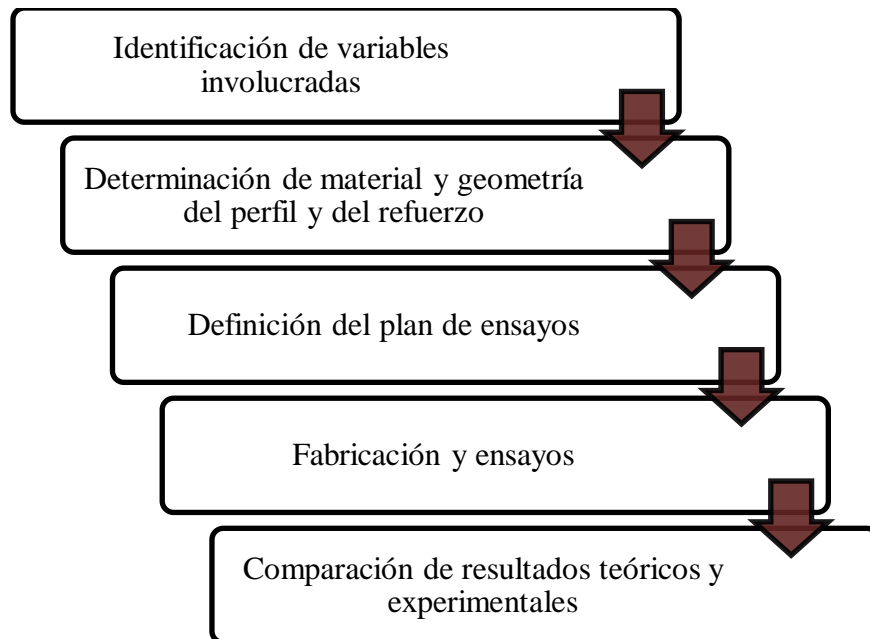 Identificación de variables
involucradas
Determinación de material y geometría
del perfil y del refuerzo
Definición del plan de ensayos
Fabricación y ensayos
Comparación de resultados teóricos y
experimentales